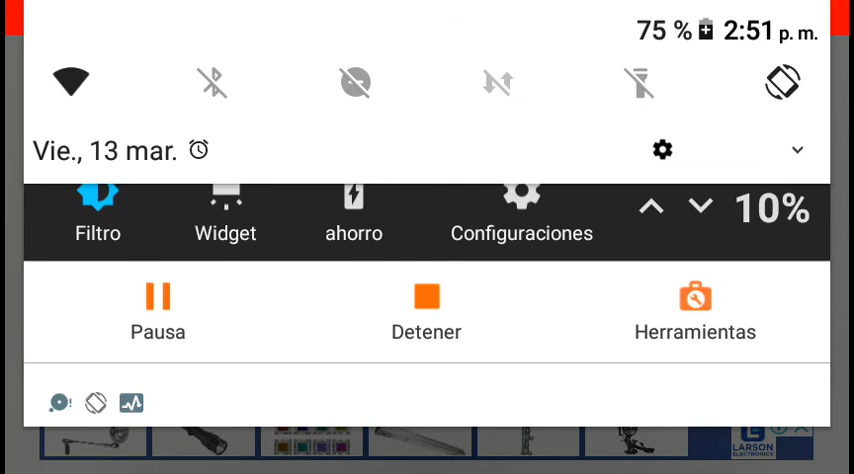 75 % 2:51 p. m.
Vie., 13 mar.
Filtro Widget ahorro Configuraciones 10%
Pausa Detener Herramientas
LARSON
ELECTRONICS